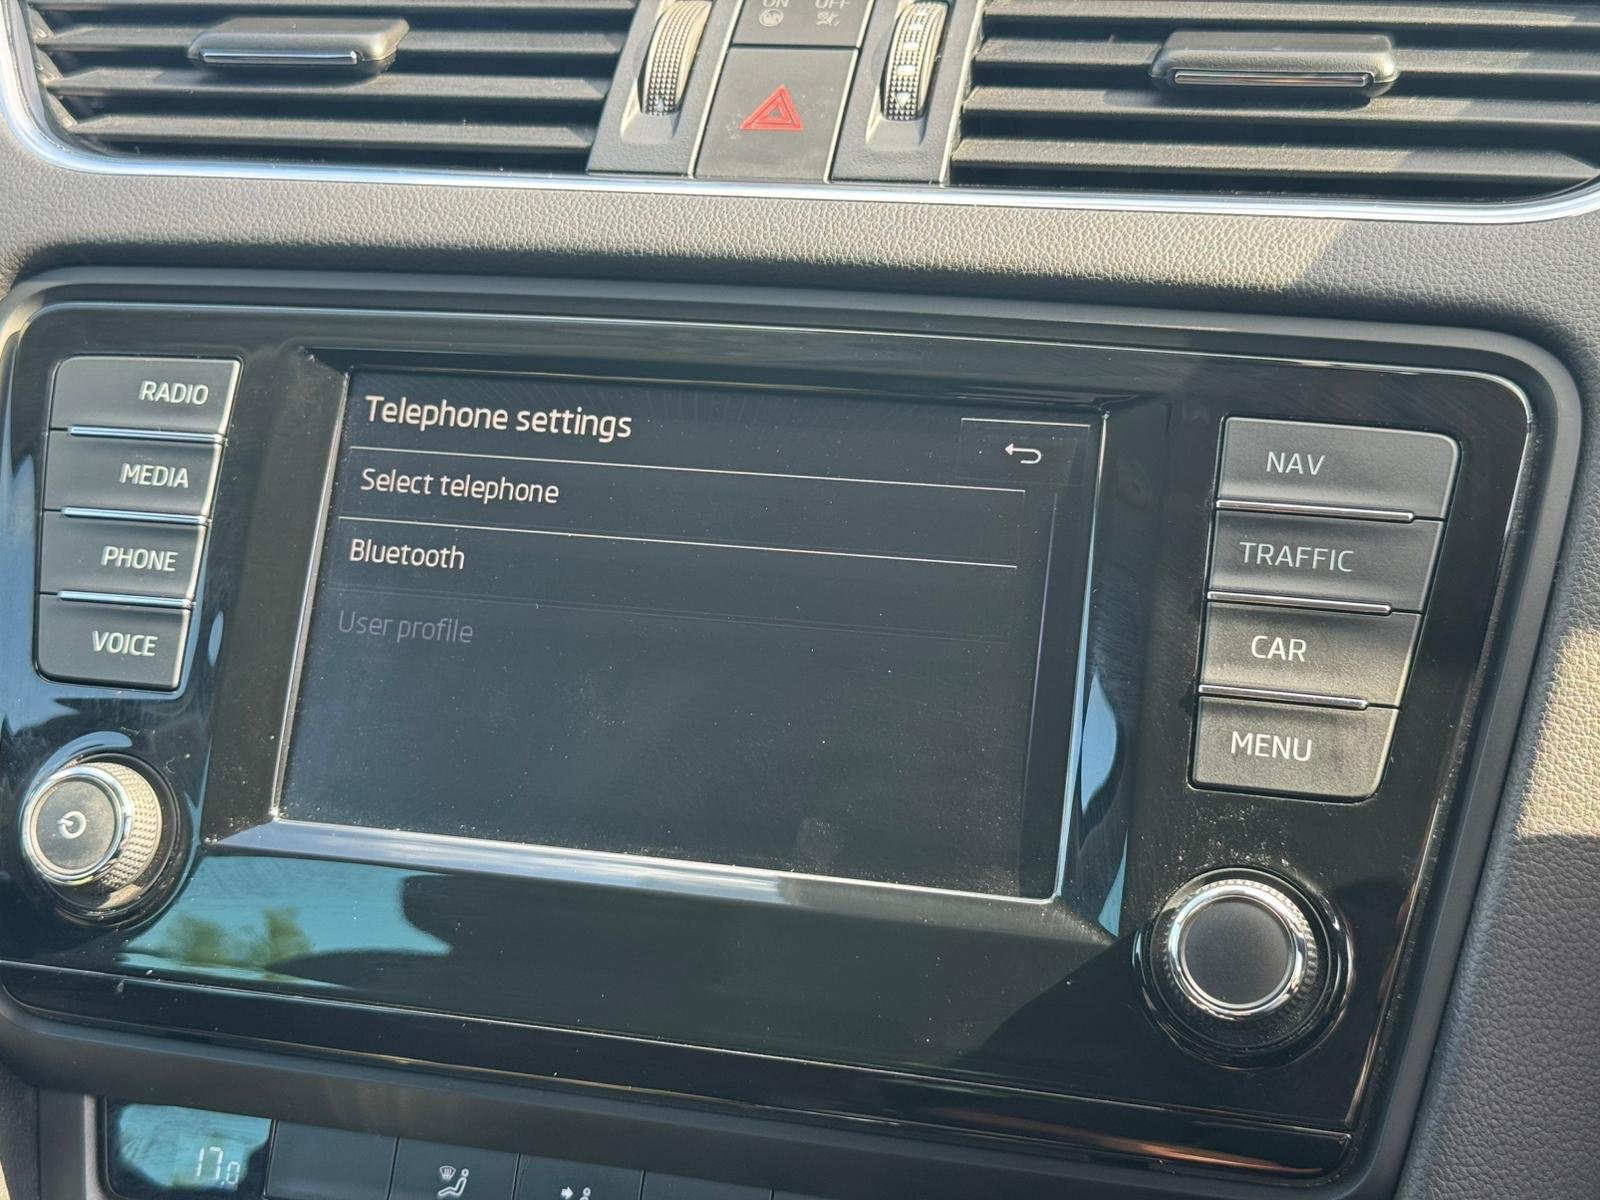 ON OFF
RADIO
MEDIA
PHONE
VOICE
Telephone settings
Select telephone
Bluetooth
User profile
NAV
TRAFFIC
CAR
MENU
17.0